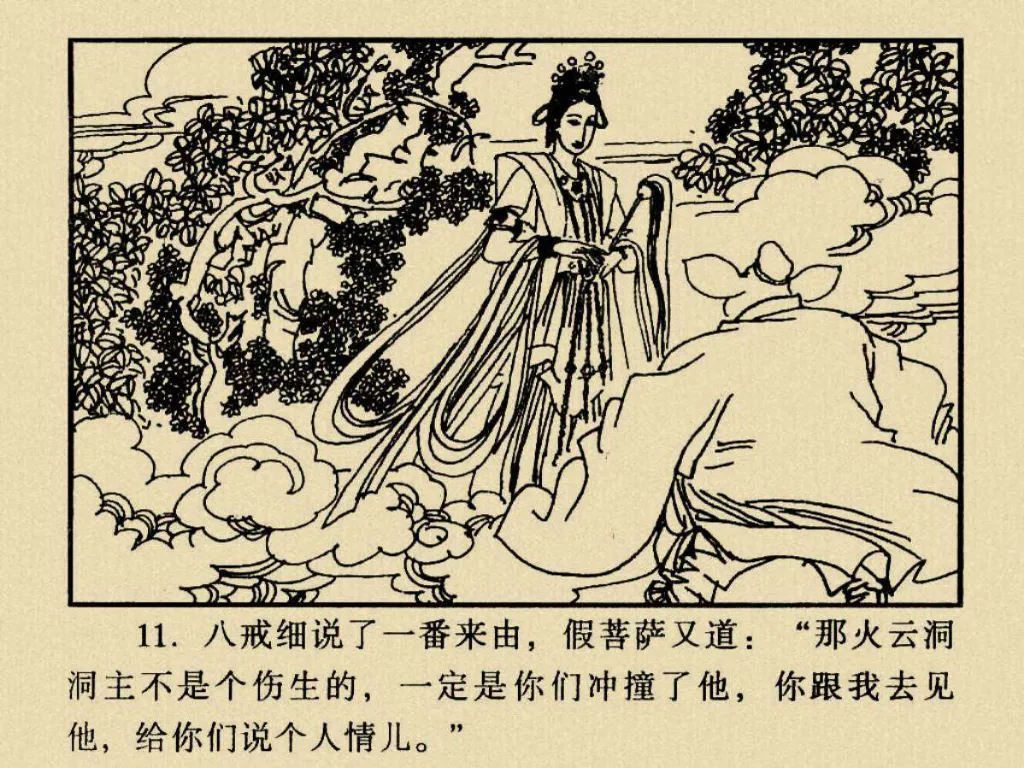 11. 八戒细说了一番来由，假菩萨又道：“那火云洞
洞主不是个伤生的，一定是你们冲撞了他，你跟我去见
他，给你们说个人情儿。”